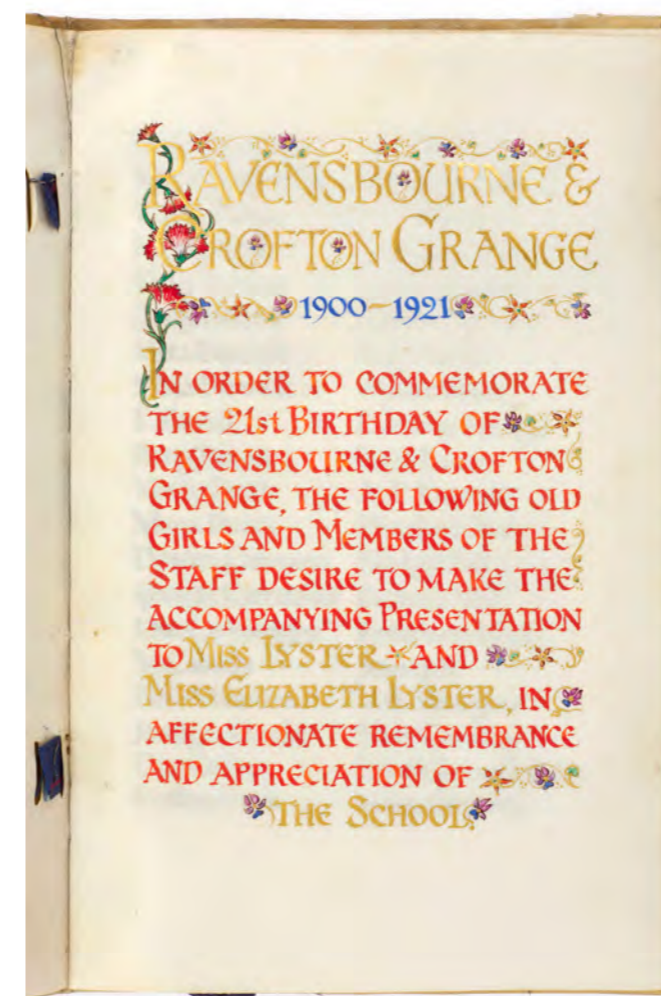 RAVENSBOURNE &
CROFTON GRANGE
1900–1921
IN ORDER TO COMMEMORATE
THE 21st BIRTHDAY OF
RAVENSBOURNE & CROFTON
GRANGE, THE FOLLOWING OLD
GIRLS AND MEMBERS OF THE
STAFF DESIRE TO MAKE THE
ACCOMPANYING PRESENTATION
TO MISS LYSTER AND
MISS ELIZABETH LYSTER, IN
AFFECTIONATE REMEMBRANCE
AND APPRECIATION OF
THE SCHOOL.